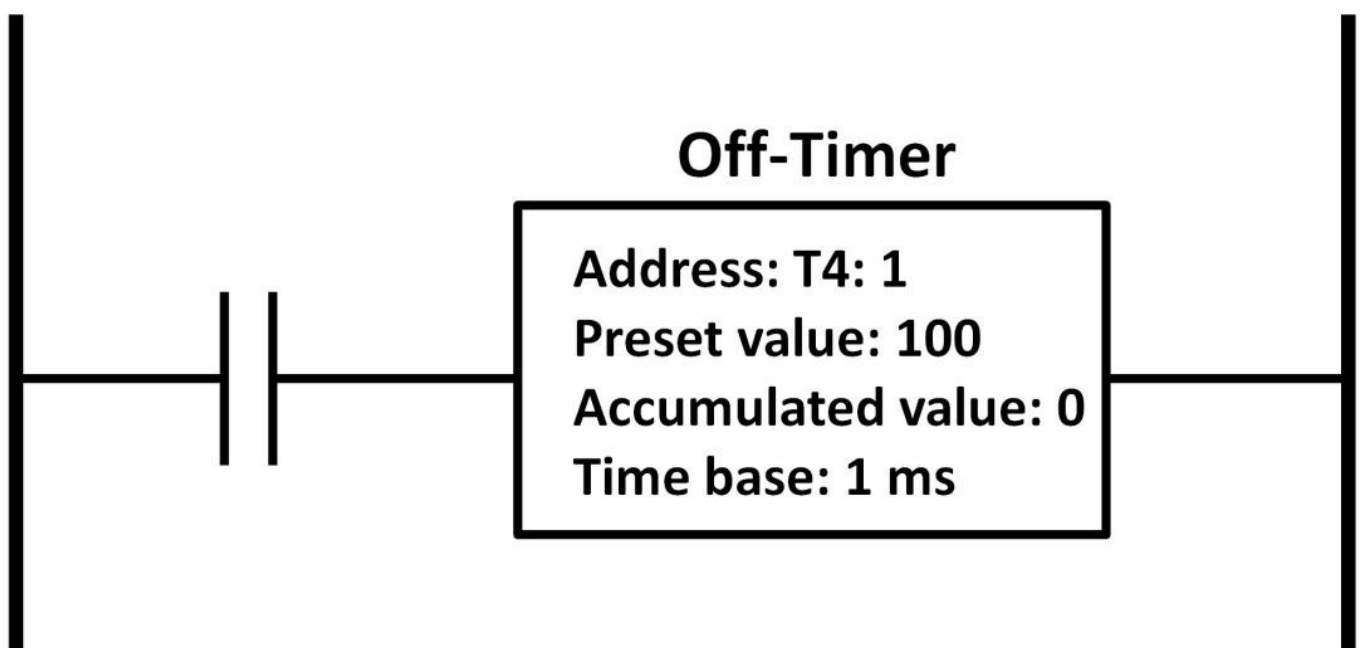 Off-Timer
Address: T4: 1
Preset value: 100
Accumulated value: 0
Time base: 1 ms